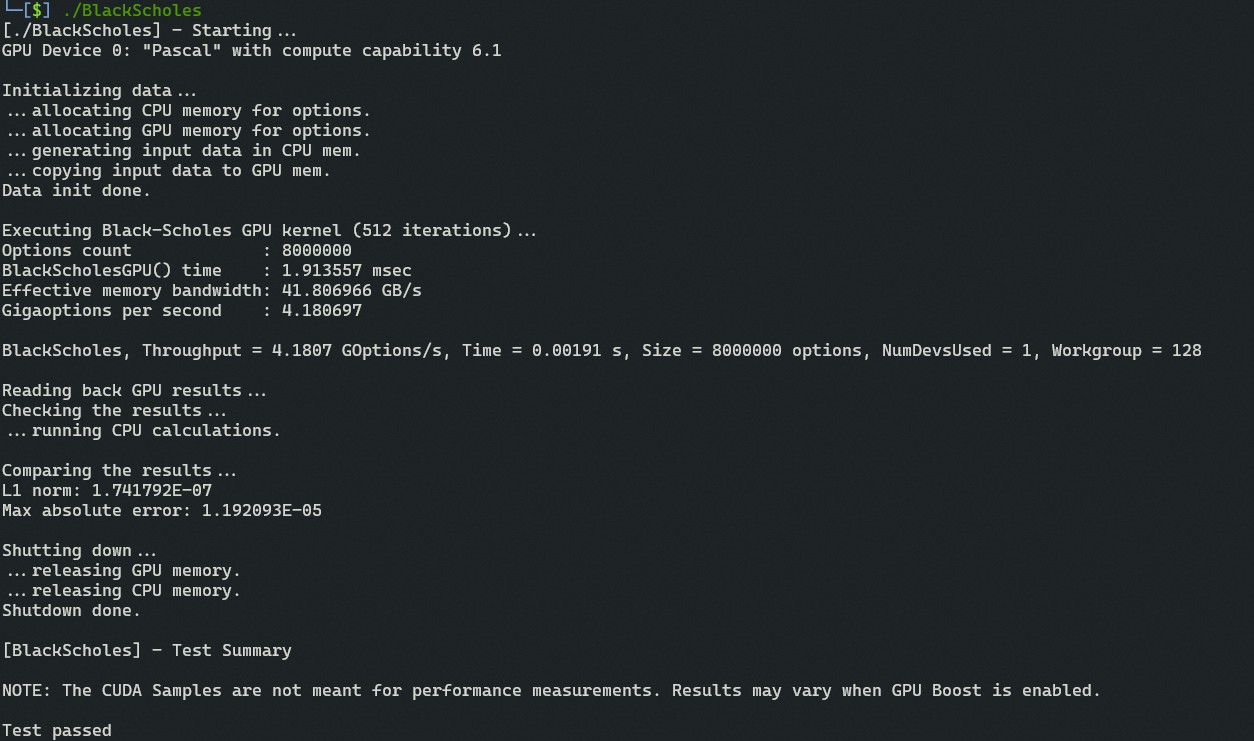 └─[$] ./BlackScholes
[./BlackScholes] - Starting...
GPU Device 0: "Pascal" with compute capability 6.1
Initializing data...
...allocating CPU memory for options.
...allocating GPU memory for options.
...generating input data in CPU mem.
...copying input data to GPU mem.
Data init done.
Executing Black-Scholes GPU kernel (512 iterations)...
Options count             : 8000000
BlackScholesGPU() time    : 1.913557 msec
Effective memory bandwidth: 41.806966 GB/s
Gigaoptions per second    : 4.180697
BlackScholes, Throughput = 4.1807 GOptions/s, Time = 0.00191 s, Size = 8000000 options, NumDevsUsed = 1, Workgroup = 128
Reading back GPU results...
Checking the results...
...running CPU calculations.
Comparing the results...
L1 norm: 1.741792E-07
Max absolute error: 1.192093E-05
Shutting down...
...releasing GPU memory.
...releasing CPU memory.
Shutdown done.
[BlackScholes] - Test Summary
NOTE: The CUDA Samples are not meant for performance measurements. Results may vary when GPU Boost is enabled.
Test passed